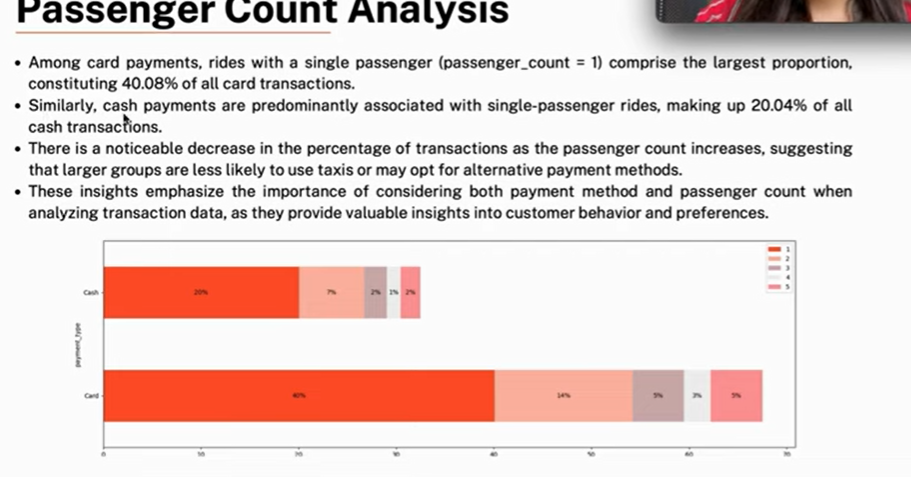 Passenger Count Analysis
• Among card payments, rides with a single passenger (passenger_count = 1) comprise the largest proportion,
constituting 40.08% of all card transactions.
• Similarly, cash payments are predominantly associated with single-passenger rides, making up 20.04% of all
cash transactions.
• There is a noticeable decrease in the percentage of transactions as the passenger count increases, suggesting
that larger groups are less likely to use taxis or may opt for alternative payment methods.
• These insights emphasize the importance of considering both payment method and passenger count when
analyzing transaction data, as they provide valuable insights into customer behavior and preferences.
1
2
3
4
5
Cash
20%
7%
2%
1%
2%
payment_type
Card
40%
14%
5%
3%
5%
0
10
20
30
40
50
60
70